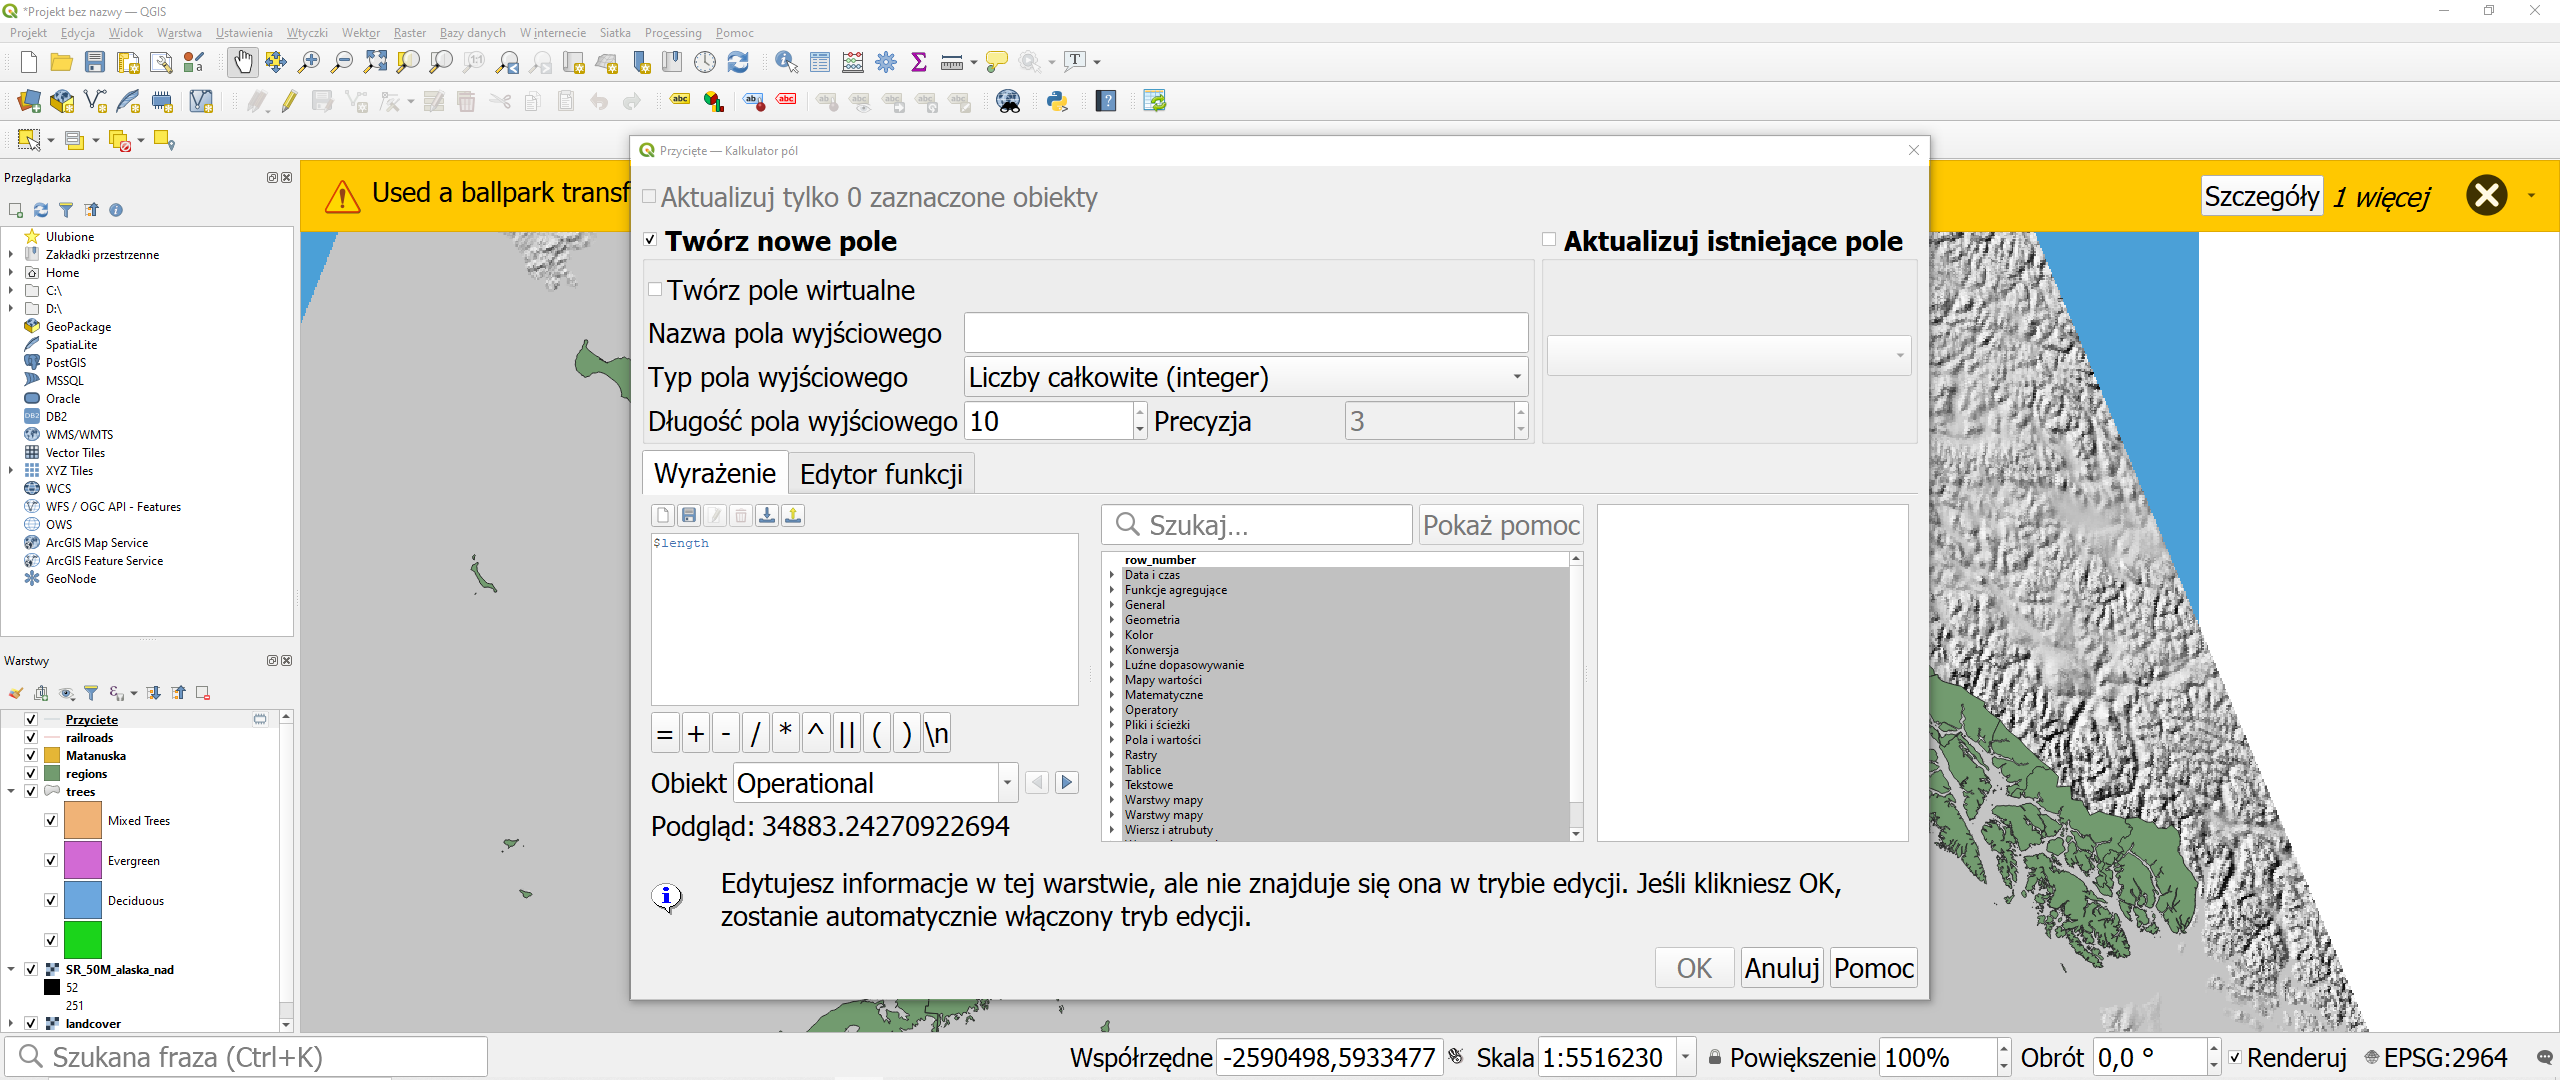 *Projekt bez nazwy — QGIS
Projekt Edycja Widok Warstwa Ustawienia Wtyczki Wektor Raster Bazy danych W internecie Siatka Processing Pomoc
Przeglądarka
Ulubione
Zakładki przestrzenne
Home
C:\
D:\
GeoPackage
SpatiaLite
PostGIS
MSSQL
Oracle
DB2
WMS/WMTS
Vector Tiles
XYZ Tiles
WCS
WFS / OGC API - Features
OWS
ArcGIS Map Service
ArcGIS Feature Service
GeoNode
Warstwy
Przycięte
railroads
Matanuska
regions
trees
Mixed Trees
Evergreen
Deciduous
SR_50M_alaska_nad
52
251
landcover
Used a ballpark transf
Szczegóły 1 więcej
Przycięte — Kalkulator pól
Aktualizuj tylko 0 zaznaczone obiekty
Twórz nowe pole
Aktualizuj istniejące pole
Twórz pole wirtualne
Nazwa pola wyjściowego
Typ pola wyjściowego Liczby całkowite (integer)
Długość pola wyjściowego 10 Precyzja 3
Wyrażenie Edytor funkcji
$length
= + - / * ^ || ( ) \n
Obiekt Operational
Podgląd: 34883.24270922694
Szukaj... Pokaż pomoc
row_number
Data i czas
Funkcje agregujące
General
Geometria
Kolor
Konwersja
Luźne dopasowywanie
Mapy wartości
Matematyczne
Operatory
Pliki i ścieżki
Pola i wartości
Rastry
Tablice
Tekstowe
Warstwy mapy
Warstwy mapy
Wiersz i atrubuty
Edytujesz informacje w tej warstwie, ale nie znajduje się ona w trybie edycji. Jeśli klikniesz OK,
zostanie automatycznie włączony tryb edycji.
OK Anuluj Pomoc
Szukana fraza (Ctrl+K)
Współrzędne -2590498,5933477 Skala 1:5516230 Powiększenie 100% Obrót 0,0 ° Renderuj EPSG:2964